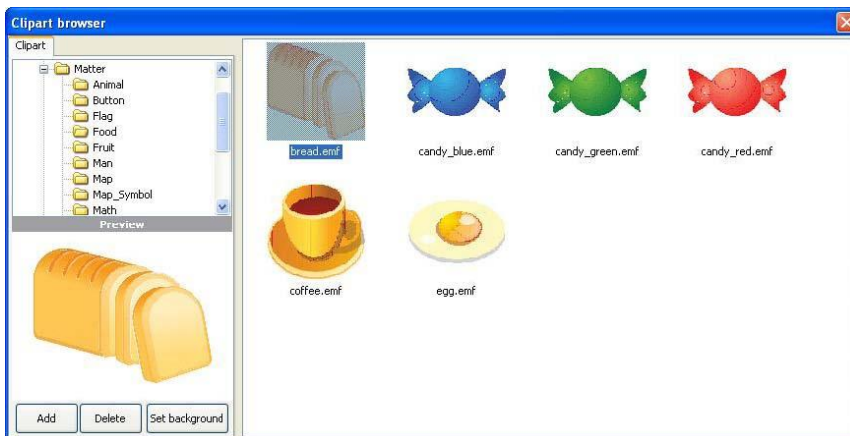 Clipart browser
Clipart
Matter
Animal
Button
Flag
Food
Fruit
Man
Map
Map_Symbol
Math
Preview
Add
Delete
Set background
bread.emf
candy_blue.emf
candy_green.emf
candy_red.emf
coffee.emf
egg.emf